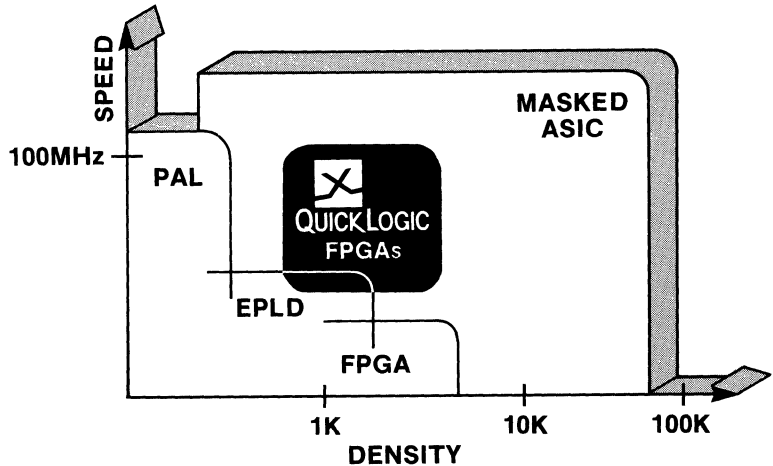 SPEED
MASKED
ASIC
100MHz
PAL
QUICKLOGIC
FPGAs
EPLD
FPGA
1K
10K
100K
DENSITY